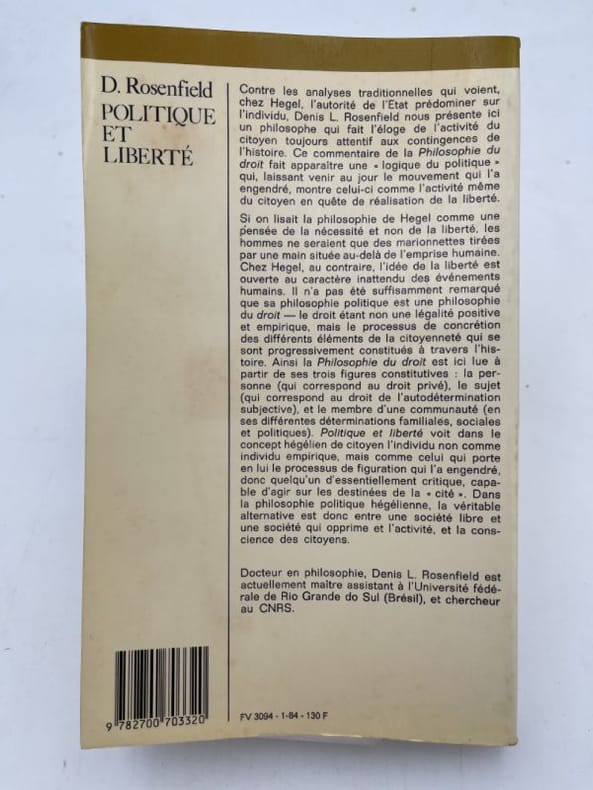 D. Rosenfield
POLITIQUE
ET
LIBERTÉ
Contre les analyses traditionnelles qui voient,
chez Hegel, l'autorité de l'Etat prédominer sur
l'individu, Denis L. Rosenfield nous présente ici
un philosophe qui fait l'éloge de l'activité du
citoyen toujours attentif aux contingences de
l'histoire. Ce commentaire de la Philosophie du
droit fait apparaître une « logique du politique »
qui, laissant venir au jour le mouvement qui l'a
engendré, montre celui-ci comme l'activité même
du citoyen en quête de réalisation de la liberté.
Si on lisait la philosophie de Hegel comme une
pensée de la nécessité et non de la liberté, les
hommes ne seraient que des marionnettes tirées
par une main située au-delà de l'emprise humaine.
Chez Hegel, au contraire, l'idée de la liberté est
ouverte au caractère inattendu des événements
humains. Il n'a pas été suffisamment remarqué
que sa philosophie politique est une philosophie
du droit — le droit étant non une légalité positive
et empirique, mais le processus de concrétion
des différents éléments de la citoyenneté qui se
sont progressivement constitués à travers l'his-
toire. Ainsi la Philosophie du droit est ici lue à
partir de ses trois figures constitutives : la per-
sonne (qui correspond au droit privé), le sujet
(qui correspond au droit de l'autodétermination
subjective), et le membre d'une communauté (en
ses différentes déterminations familiales, sociales
et politiques). Politique et liberté voit dans le
concept hégélien de citoyen l'individu non comme
individu empirique, mais comme celui qui porte
en lui le processus de figuration qui l'a engendré,
donc quelqu'un d'essentiellement critique, capa-
ble d'agir sur les destinées de la « cité ». Dans
la philosophie politique hégélienne, la véritable
alternative est donc entre une société libre et
une société qui opprime et l'activité, et la cons-
cience des citoyens.
Docteur en philosophie, Denis L. Rosenfield est
actuellement maître assistant à l'Université fédé-
rale de Rio Grande do Sul (Brésil), et chercheur
au CNRS.
9 782700 703320
FV 3094 - 1-84 - 130 F